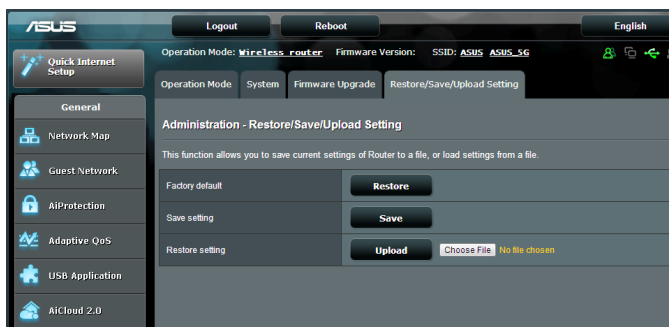 ASUS
Logout Reboot English
Quick Internet Setup
Operation Mode: Wireless router Firmware Version: SSID: ASUS ASUS_5G
Operation Mode System Firmware Upgrade Restore/Save/Upload Setting
General
Network Map
Guest Network
AiProtection
Adaptive QoS
USB Application
AiCloud 2.0
Administration - Restore/Save/Upload Setting
This function allows you to save current settings of Router to a file, or load settings from a file.
Factory default Restore
Save setting Save
Restore setting Upload Choose File No file chosen